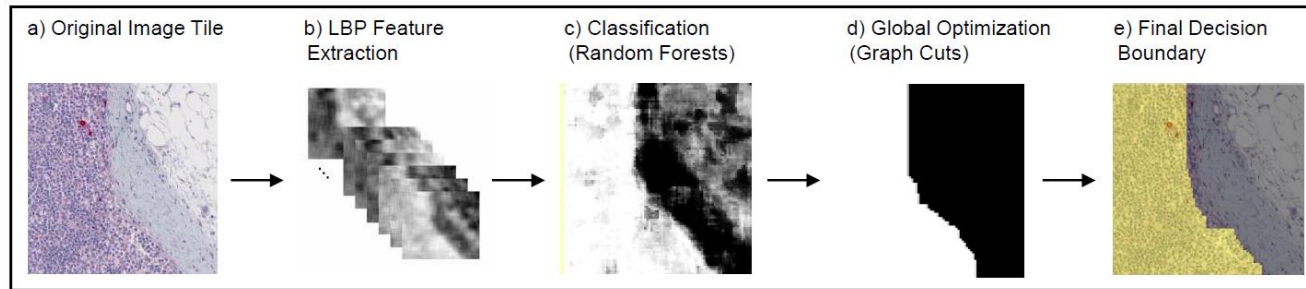 a) Original Image Tile
b) LBP Feature
Extraction
c) Classification
(Random Forests)
d) Global Optimization
(Graph Cuts)
e) Final Decision
Boundary